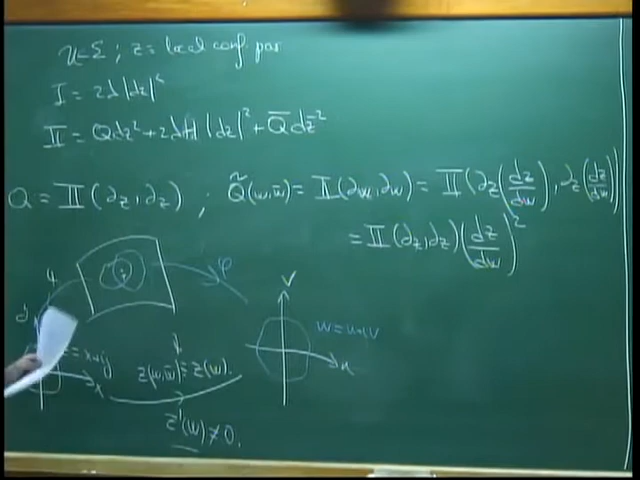 z = local conf. par
I = 2λ|dz|²
II = Qdz² + 2λH|dz|² + Q̄dz̄²
Q = II(∂z, ∂z) ; Q̃(w, w̄) = II(∂w, ∂w) = II(∂z(dz/dw), ∂z(dz/dw))
= II(∂z, ∂z)(dz/dw)²
φ
v
w = u+iv
= x+iy
z(w, w̄) = z(w).
u
x
z'(w) ≠ 0.